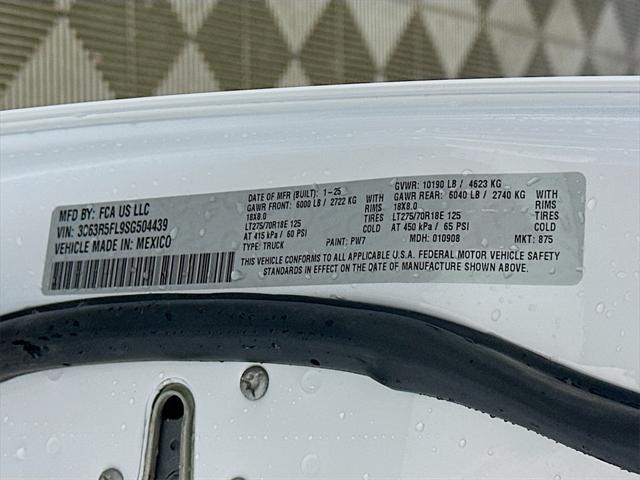 MFD BY: FCA US LLC
VIN: 3C63R5FL9SG504439
VEHICLE MADE IN: MEXICO
DATE OF MFR (BUILT): 1-25
GAWR FRONT: 6000 LB / 2722 KG WITH
18X8.0 RIMS
LT275/70R18E 125 TIRES
AT 415 kPa / 60 PSI COLD
TYPE: TRUCK PAINT: PW7
GVWR: 10190 LB / 4623 KG
GAWR REAR: 6040 LB / 2740 KG WITH
18X8.0 RIMS
LT275/70R18E 125 TIRES
AT 450 kPa / 65 PSI COLD
MDH: 010908 MKT: 875
THIS VEHICLE CONFORMS TO ALL APPLICABLE U.S.A. FEDERAL MOTOR VEHICLE SAFETY
STANDARDS IN EFFECT ON THE DATE OF MANUFACTURE SHOWN ABOVE.